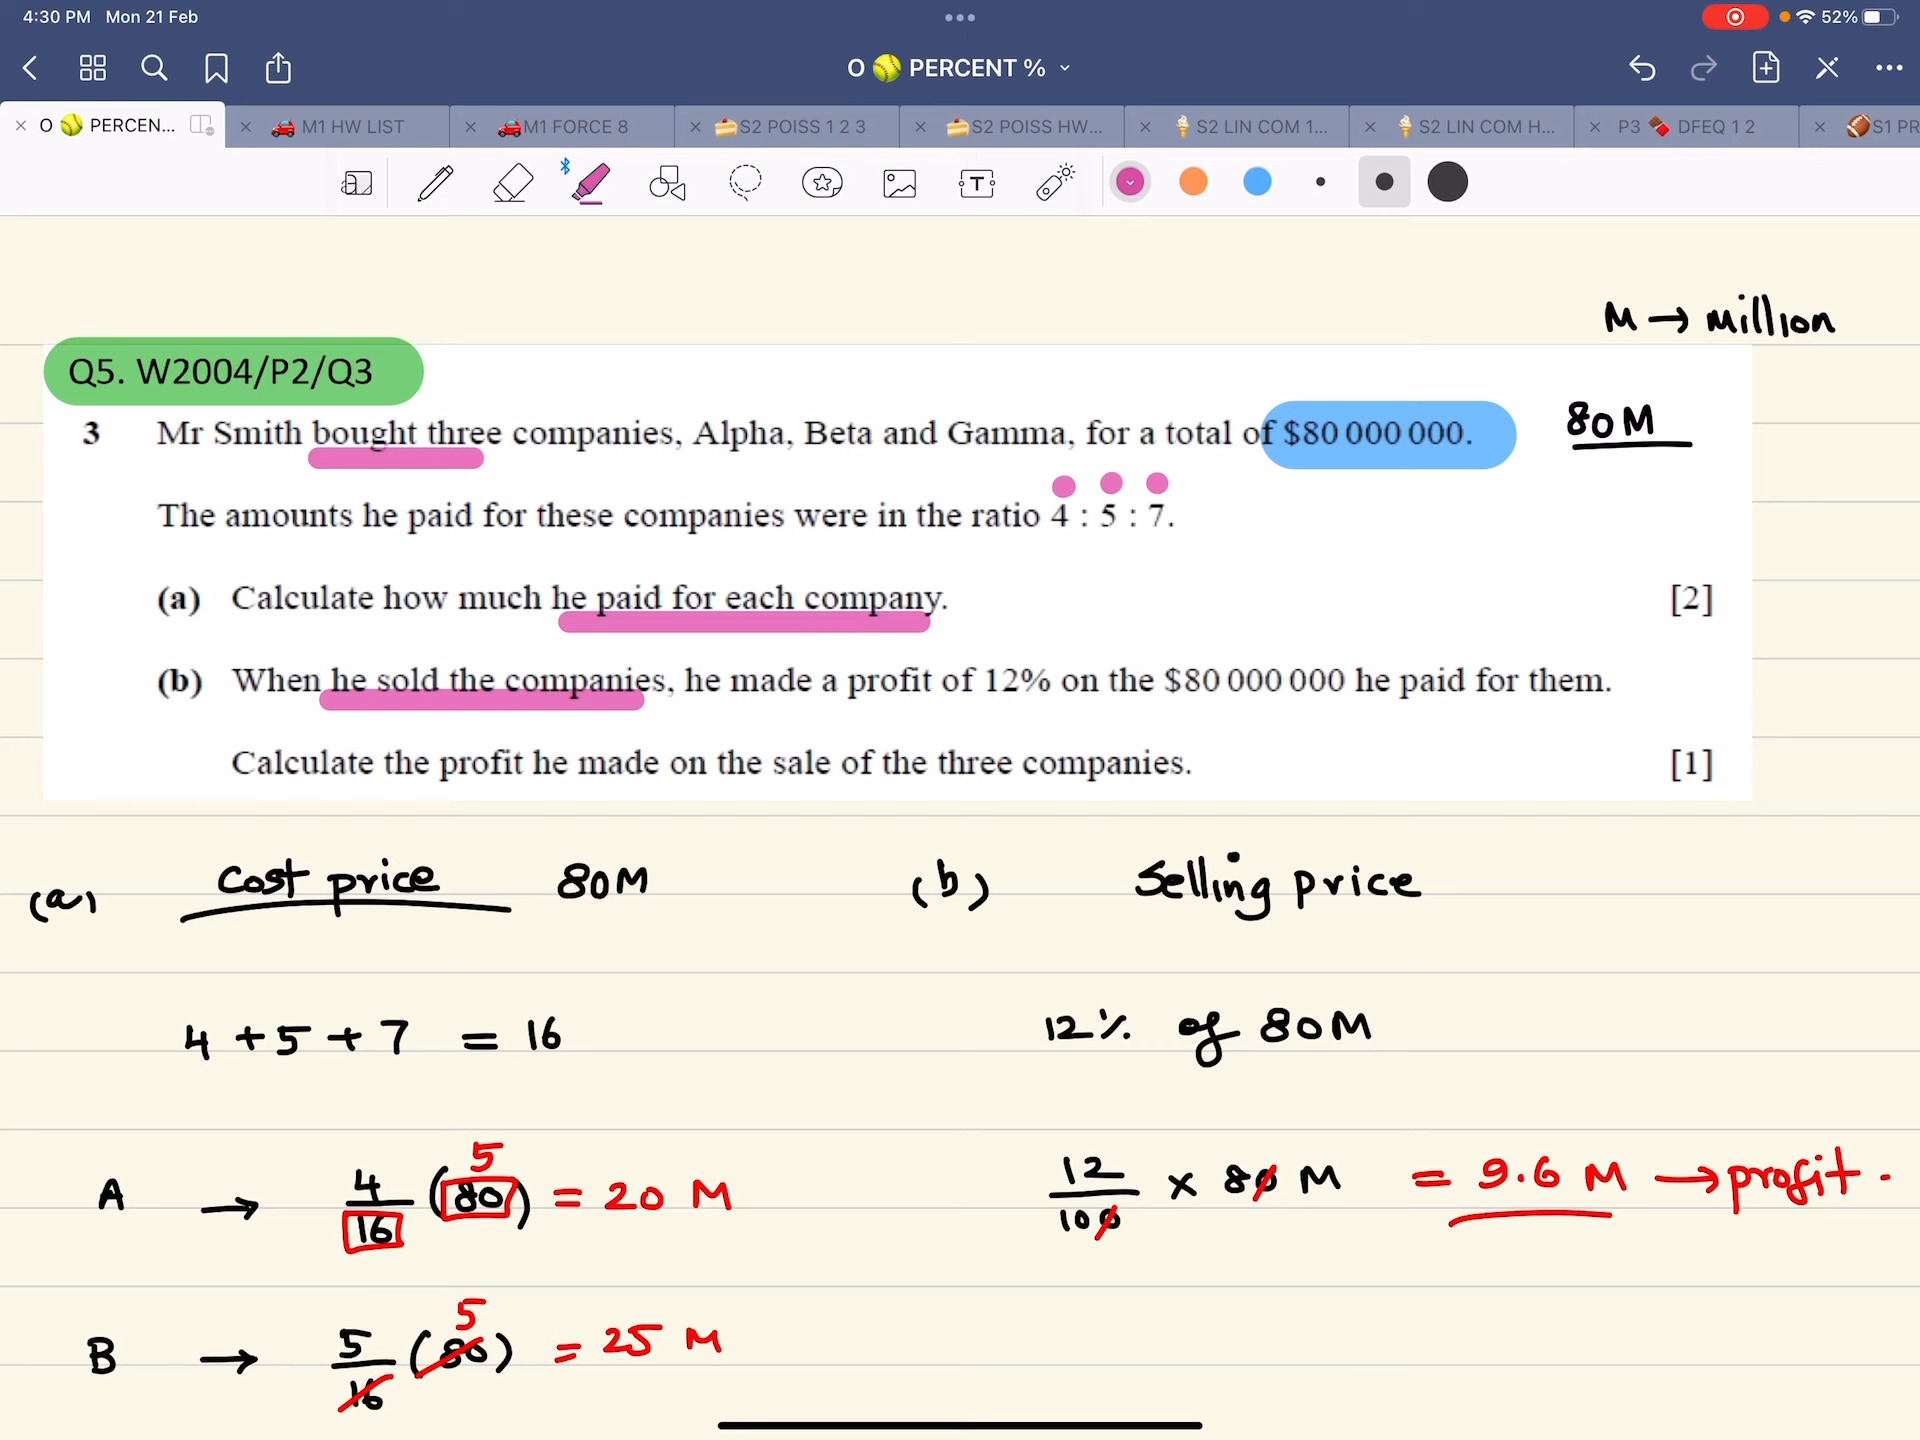 4:30 PM Mon 21 Feb
52%
O 🥎 PERCENT %
O 🥎 PERCEN...
M1 HW LIST
M1 FORCE 8
S2 POISS 1 2 3
S2 POISS HW...
S2 LIN COM 1...
S2 LIN COM H...
P3 🍫 DFEQ 1 2
S1 PR
M → million
Q5. W2004/P2/Q3
3 Mr Smith bought three companies, Alpha, Beta and Gamma, for a total of $80 000 000.
80 M
The amounts he paid for these companies were in the ratio 4 : 5 : 7.
(a) Calculate how much he paid for each company. [2]
(b) When he sold the companies, he made a profit of 12% on the $80 000 000 he paid for them.
Calculate the profit he made on the sale of the three companies. [1]
(a) Cost price 80M
4 + 5 + 7 = 16
A → 4/16 (80) 5 = 20 M
B → 5/16 (80) 5 = 25 M
(b) Selling price
12% of 80M
12/100 x 80 M = 9.6 M → profit.